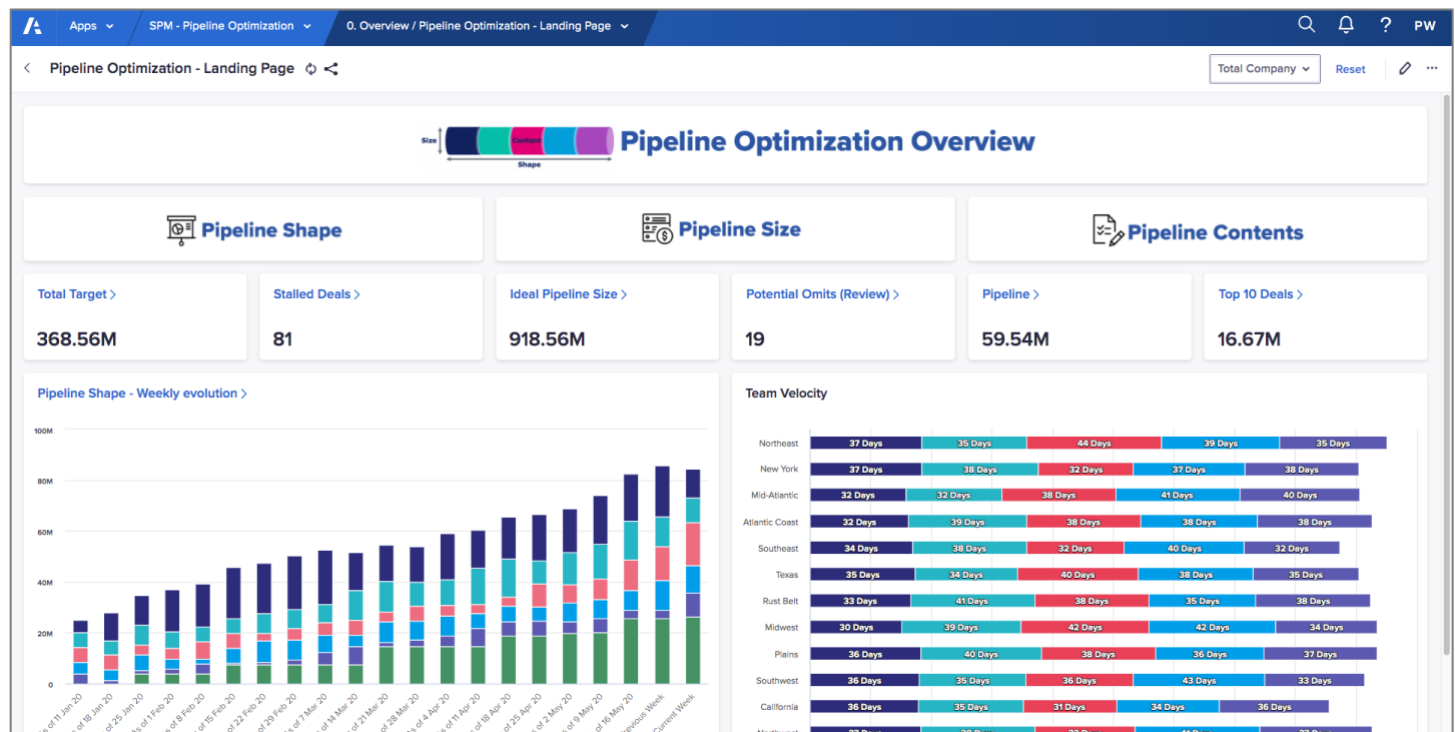 Apps
SPM - Pipeline Optimization
0. Overview / Pipeline Optimization - Landing Page
PW
Pipeline Optimization - Landing Page
Total Company
Reset
Size
Content
Shape
Pipeline Optimization Overview
Pipeline Shape
Pipeline Size
Pipeline Contents
Total Target >
368.56M
Stalled Deals >
81
Ideal Pipeline Size >
918.56M
Potential Omits (Review) >
19
Pipeline >
59.54M
Top 10 Deals >
16.67M
Pipeline Shape - Weekly evolution >
100M
80M
60M
40M
20M
0
of 11 Jan 20
of 18 Jan 20
of 25 Jan 20
s of 1 Feb 20
s of 8 Feb 20
of 15 Feb 20
of 22 Feb 20
of 29 Feb 20
s of 7 Mar 20
of 14 Mar 20
of 21 Mar 20
of 28 Mar 20
s of 4 Apr 20
of 11 Apr 20
of 18 Apr 20
of 25 Apr 20
of 2 May 20
of 9 May 20
of 16 May 20
Previous Week
Current Week
Team Velocity
Northeast 37 Days 35 Days 44 Days 39 Days 35 Days
New York 37 Days 38 Days 32 Days 37 Days 38 Days
Mid-Atlantic 32 Days 32 Days 38 Days 41 Days 40 Days
Atlantic Coast 32 Days 39 Days 38 Days 38 Days 38 Days
Southeast 34 Days 38 Days 32 Days 40 Days 32 Days
Texas 35 Days 34 Days 40 Days 38 Days 35 Days
Rust Belt 33 Days 41 Days 38 Days 35 Days 38 Days
Midwest 30 Days 39 Days 42 Days 42 Days 34 Days
Plains 36 Days 40 Days 38 Days 36 Days 37 Days
Southwest 36 Days 35 Days 36 Days 43 Days 33 Days
California 36 Days 35 Days 31 Days 34 Days 36 Days